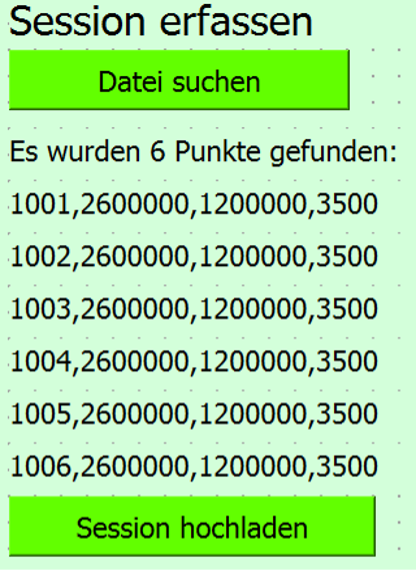 Session erfassen
Datei suchen
Es wurden 6 Punkte gefunden:
1001,2600000,1200000,3500
1002,2600000,1200000,3500
1003,2600000,1200000,3500
1004,2600000,1200000,3500
1005,2600000,1200000,3500
1006,2600000,1200000,3500
Session hochladen